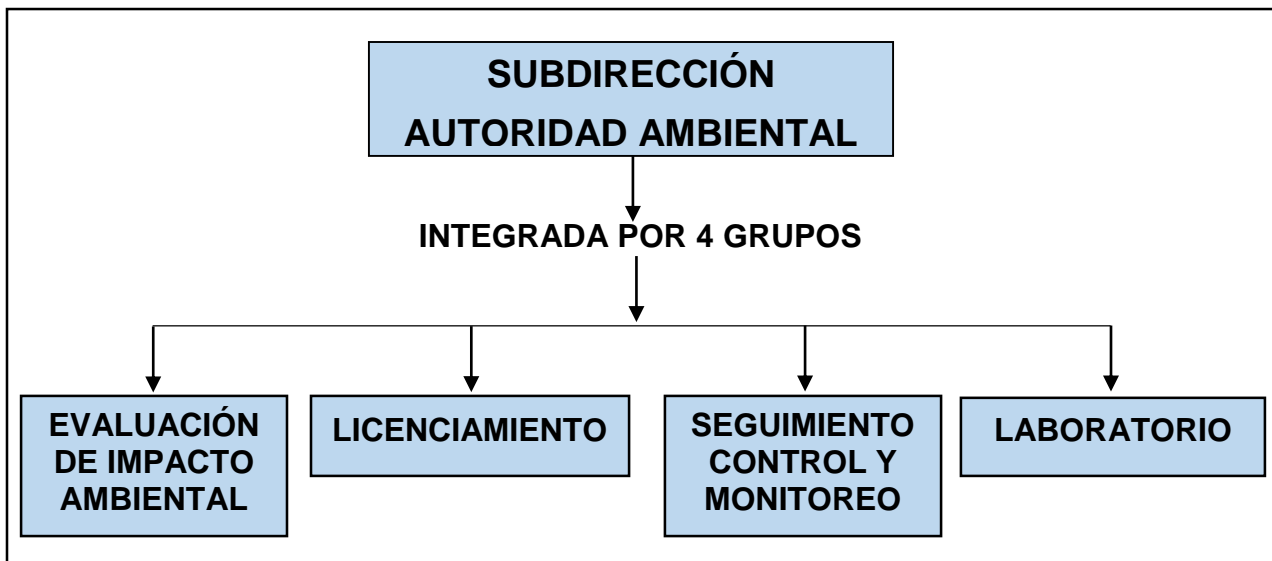 SUBDIRECCIÓN
AUTORIDAD AMBIENTAL
INTEGRADA POR 4 GRUPOS
EVALUACIÓN
DE IMPACTO
AMBIENTAL
LICENCIAMIENTO
SEGUIMIENTO
CONTROL Y
MONITOREO
LABORATORIO